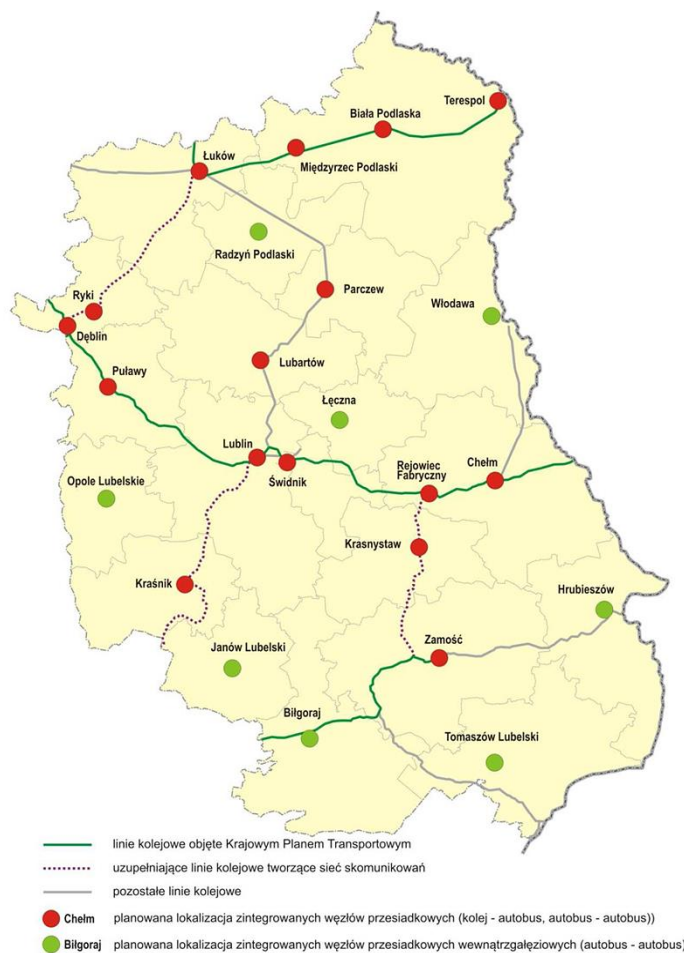 Terespol
Biała Podlaska
Międzyrzec Podlaski
Łuków
Radzyń Podlaski
Parczew
Ryki
Włodawa
Dęblin
Lubartów
Puławy
Łęczna
Lublin
Świdnik
Rejowiec
Fabryczny
Chełm
Opole Lubelskie
Krasnystaw
Kraśnik
Hrubieszów
Zamość
Janów Lubelski
Biłgoraj
Tomaszów Lubelski
linie kolejowe objęte Krajowym Planem Transportowym
uzupełniające linie kolejowe tworzące sieć skomunikowań
pozostałe linie kolejowe
Chełm planowana lokalizacja zintegrowanych węzłów przesiadkowych (kolej - autobus, autobus - autobus))
Biłgoraj planowana lokalizacja zintegrowanych węzłów przesiadkowych wewnątrzgałęziowych (autobus - autobus)